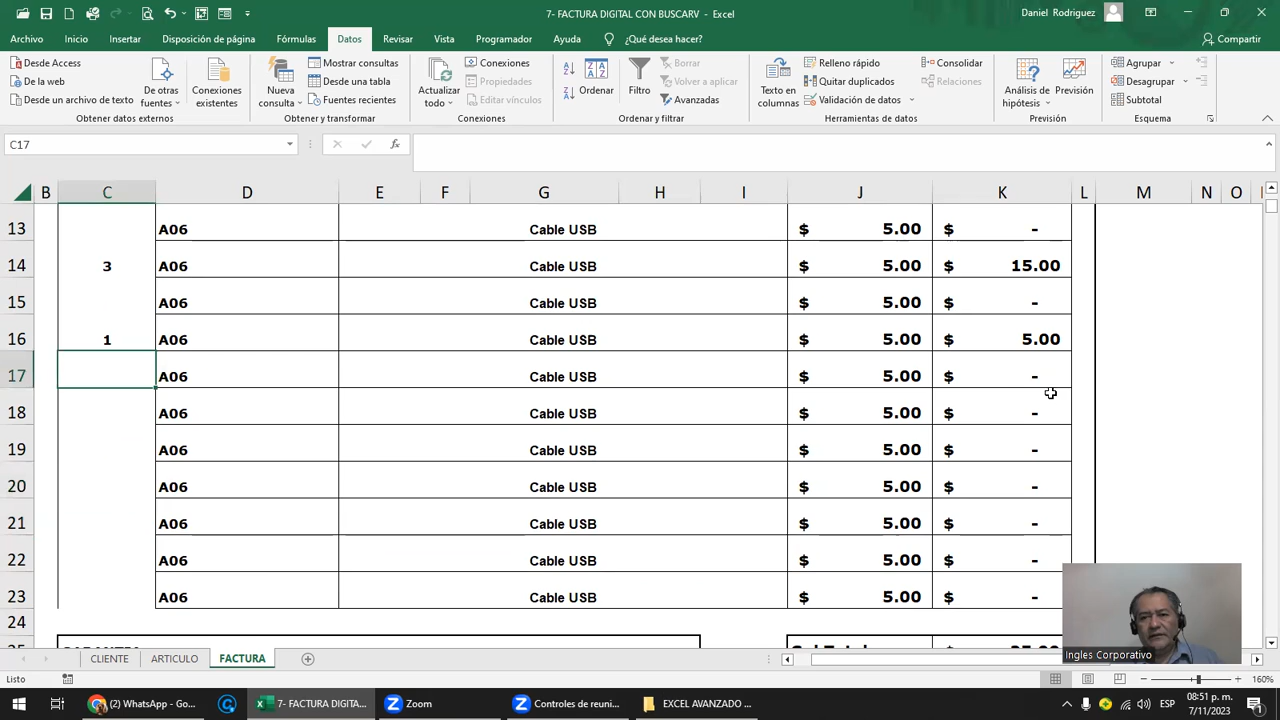 7- FACTURA DIGITAL CON BUSCARV - Excel
Daniel Rodriguez
Archivo Inicio Insertar Disposición de página Fórmulas Datos Revisar Vista Programador Ayuda ¿Qué desea hacer? Compartir
Desde Access
De la web
Desde un archivo de texto
De otras fuentes
Conexiones existentes
Obtener datos externos
Nueva consulta
Mostrar consultas
Desde una tabla
Fuentes recientes
Obtener y transformar
Actualizar todo
Conexiones
Propiedades
Editar vínculos
Conexiones
Ordenar
Filtro
Borrar
Volver a aplicar
Avanzadas
Ordenar y filtrar
Texto en columnas
Relleno rápido
Quitar duplicados
Validación de datos
Consolidar
Relaciones
Herramientas de datos
Análisis de hipótesis
Previsión
Previsión
Agrupar
Desagrupar
Subtotal
Esquema
C17
fx
B C D E F G H I J K L M N O
13 A06 Cable USB $ 5.00 $ -
14 3 A06 Cable USB $ 5.00 $ 15.00
15 A06 Cable USB $ 5.00 $ -
16 1 A06 Cable USB $ 5.00 $ 5.00
17 A06 Cable USB $ 5.00 $ -
18 A06 Cable USB $ 5.00 $ -
19 A06 Cable USB $ 5.00 $ -
20 A06 Cable USB $ 5.00 $ -
21 A06 Cable USB $ 5.00 $ -
22 A06 Cable USB $ 5.00 $ -
23 A06 Cable USB $ 5.00 $ -
24
Ingles Corporativo
CLIENTE ARTICULO FACTURA
Listo
160%
(2) WhatsApp - Go...
7- FACTURA DIGITA...
Zoom
Controles de reuni...
EXCEL AVANZADO ...
ESP
08:51 p. m.
7/11/2023